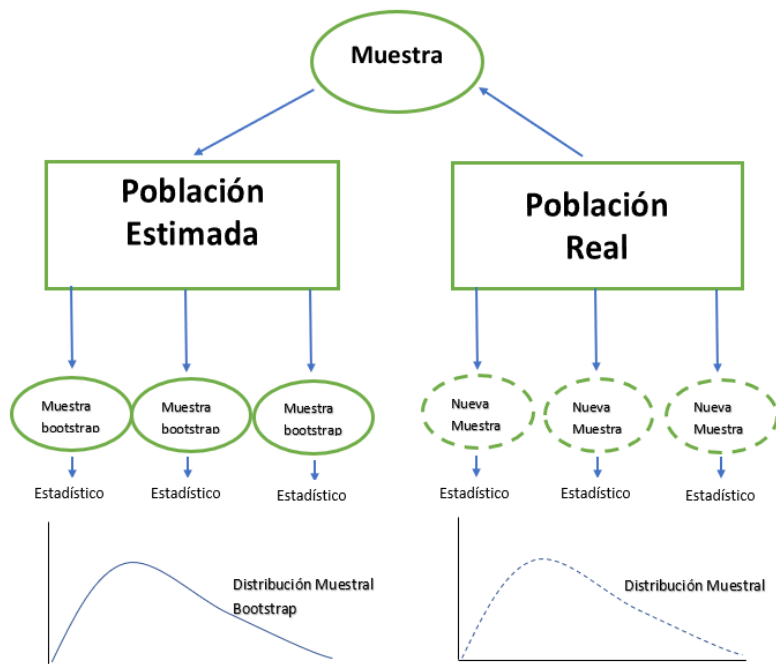 Muestra
Población
Estimada
Población
Real
Muestra
bootstrap
Muestra
bootstrap
Muestra
bootstrap
Nueva
Muestra
Nueva
Muestra
Nueva
Muestra
Estadístico
Estadístico
Estadístico
Estadístico
Estadístico
Estadístico
Distribución Muestral
Bootstrap
Distribución Muestral